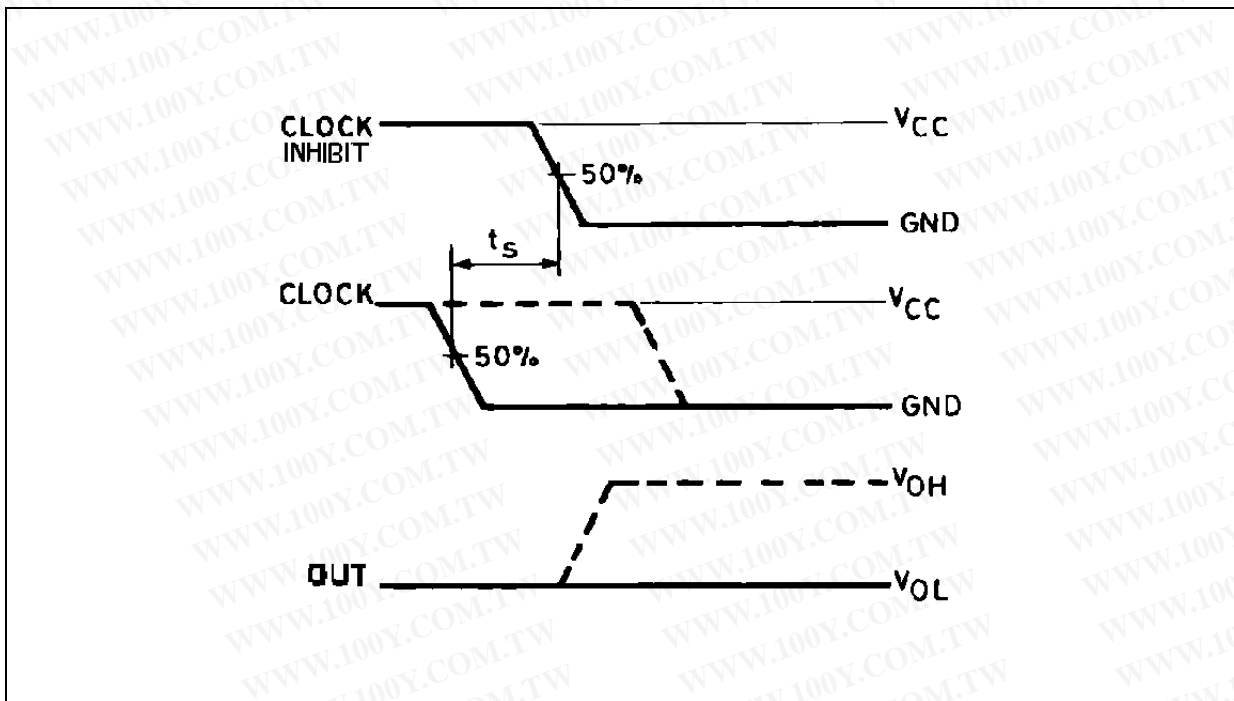 CLOCK
INHIBIT
VCC
50%
GND
ts
CLOCK
VCC
50%
GND
VOH
OUT
VOL
WWW.100Y.COM.TW